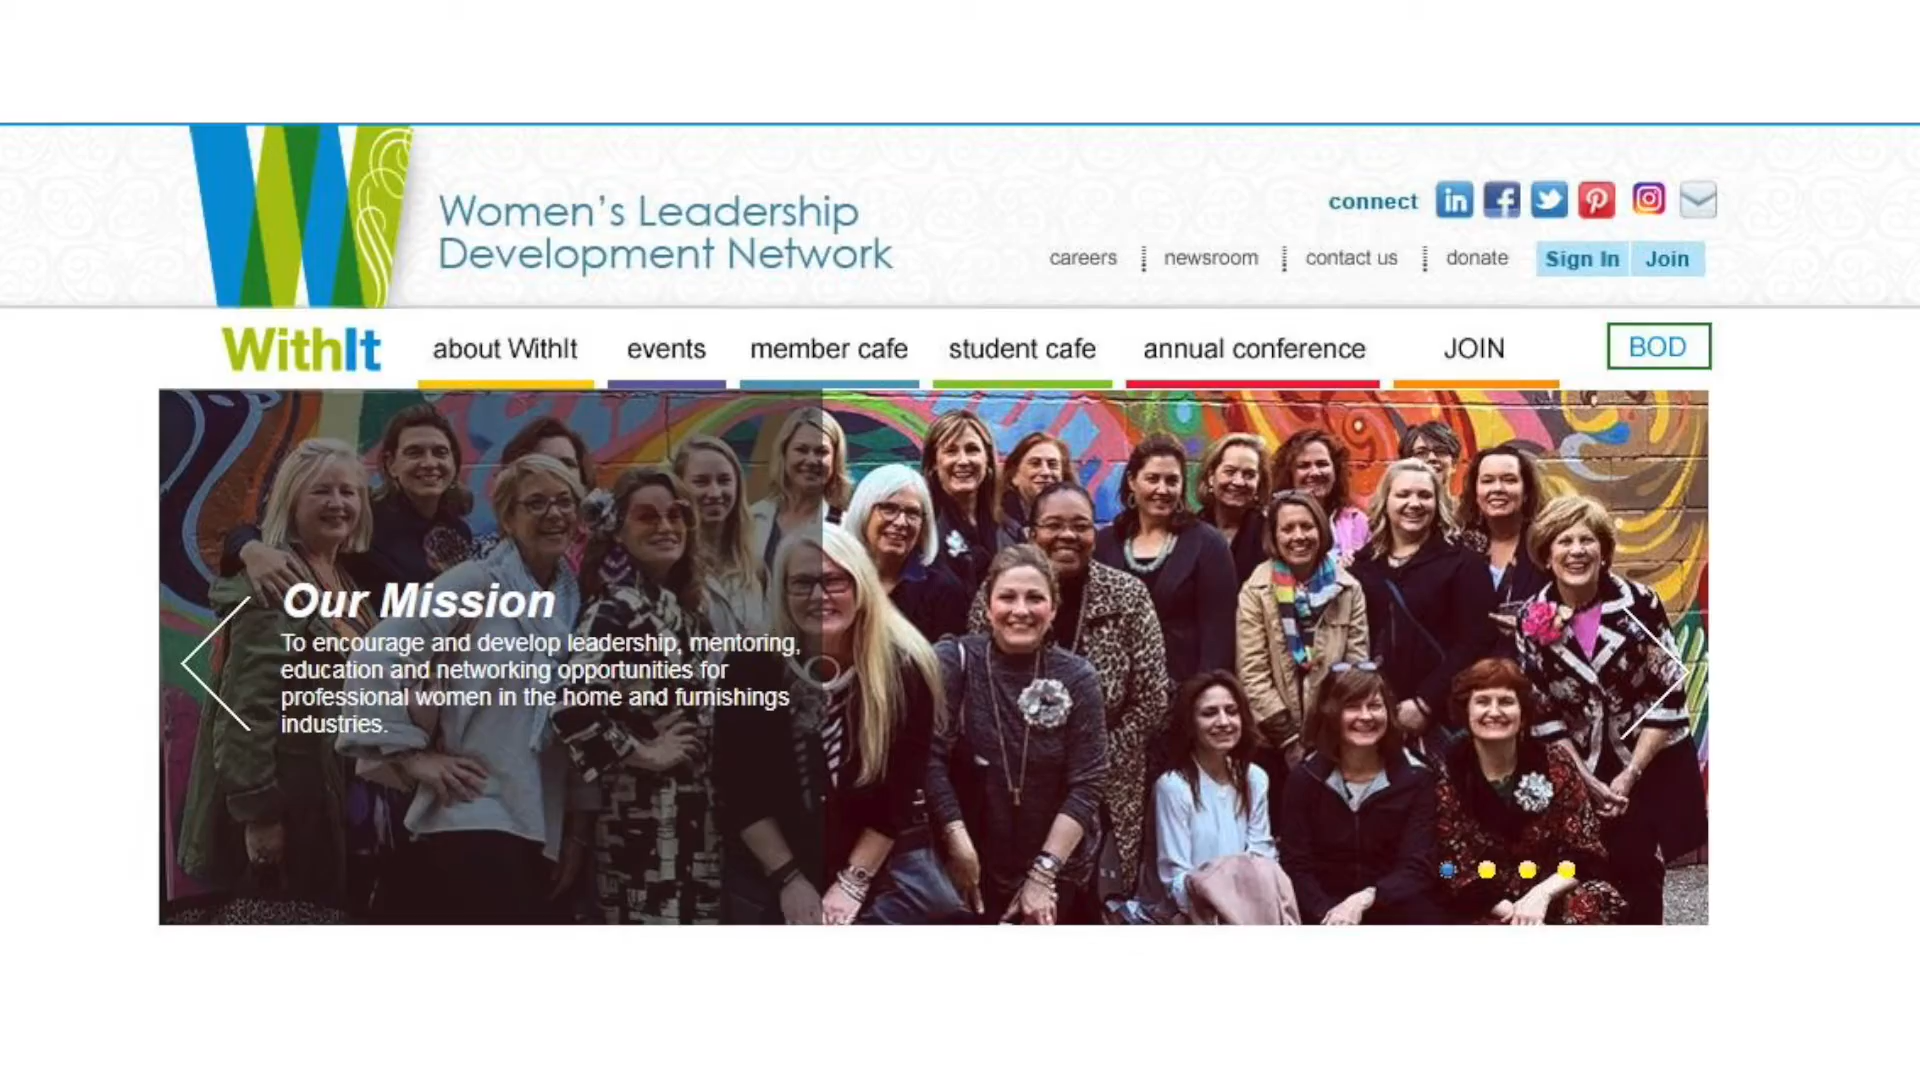 Women's Leadership
Development Network
connect
careers
newsroom
contact us
donate
Sign In
Join
WithIt
about WithIt
events
member cafe
student cafe
annual conference
JOIN
BOD
Our Mission
To encourage and develop leadership, mentoring,
education and networking opportunities for
professional women in the home and furnishings
industries.